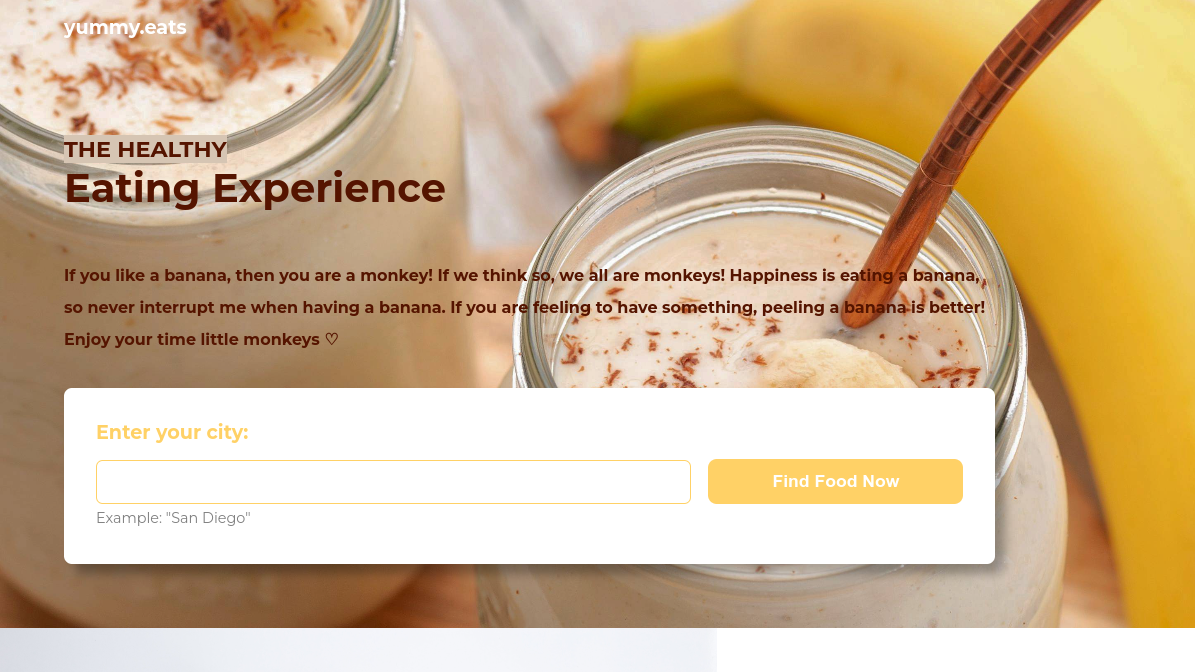 yummy.eats
THE HEALTHY
Eating Experience
If you like a banana, then you are a monkey! If we think so, we all are monkeys! Happiness is eating a banana,
so never interrupt me when having a banana. If you are feeling to have something, peeling a banana is better!
Enjoy your time little monkeys ♡
Enter your city:
Find Food Now
Example: "San Diego"